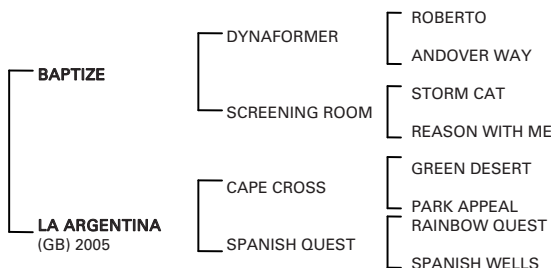 ROBERTO
DYNAFORMER
ANDOVER WAY
BAPTIZE
STORM CAT
SCREENING ROOM
REASON WITH ME
GREEN DESERT
CAPE CROSS
PARK APPEAL
LA ARGENTINA
(GB) 2005
RAINBOW QUEST
SPANISH QUEST
SPANISH WELLS